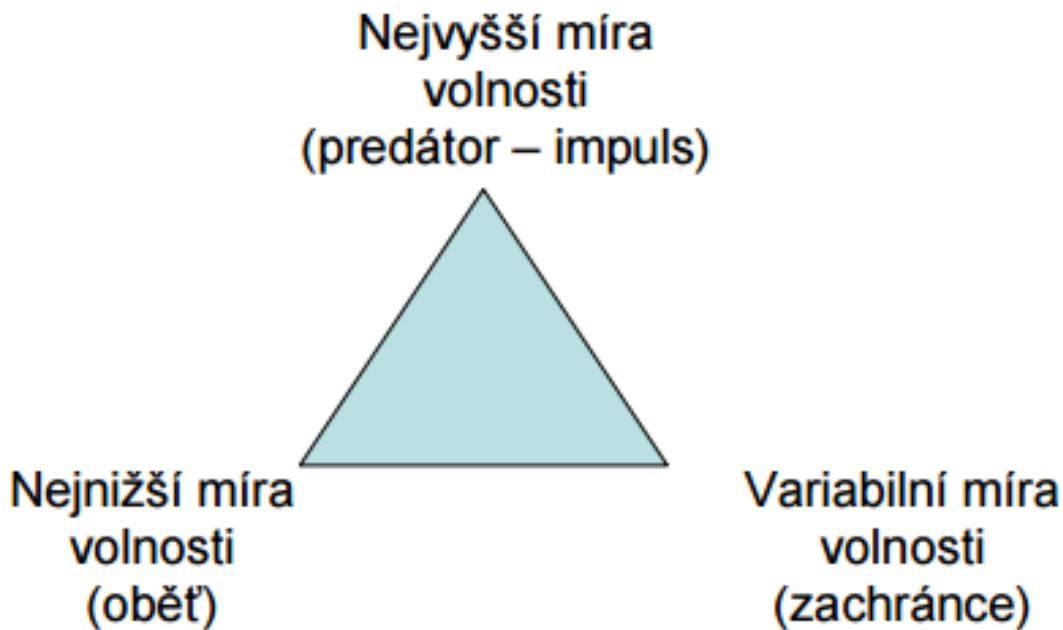 Nejvyšší míra
volnosti
(predátor – impuls)
Nejnižší míra
volnosti
(oběť)
Variabilní míra
volnosti
(zachránce)